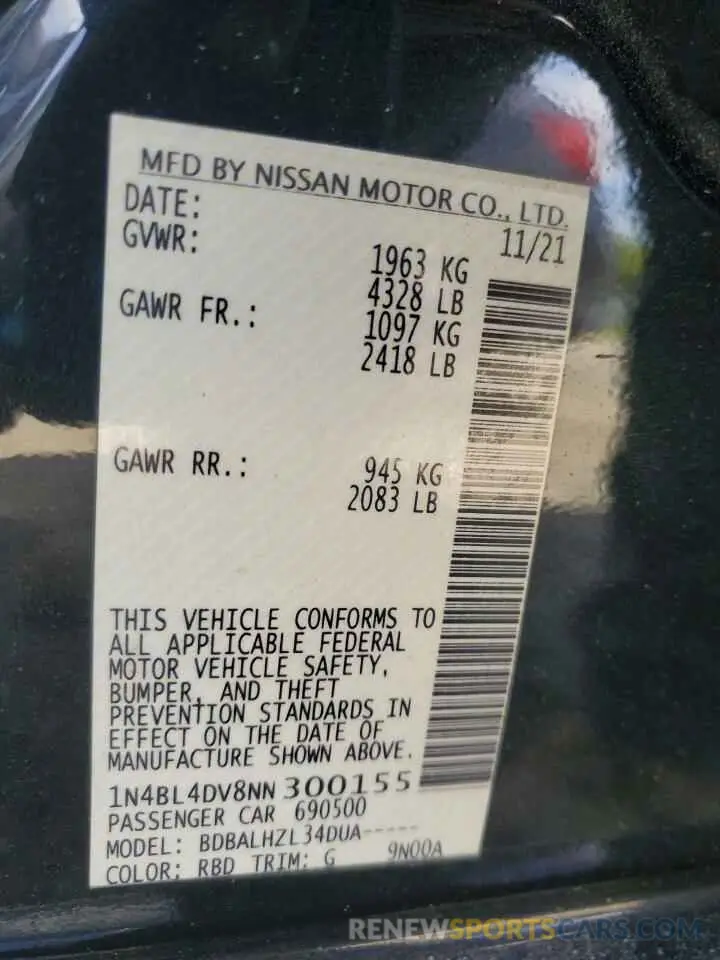 MFD BY NISSAN MOTOR CO., LTD.
DATE: 11/21
GVWR: 1963 KG
4328 LB
GAWR FR.: 1097 KG
2418 LB
GAWR RR.: 945 KG
2083 LB
THIS VEHICLE CONFORMS TO
ALL APPLICABLE FEDERAL
MOTOR VEHICLE SAFETY,
BUMPER, AND THEFT
PREVENTION STANDARDS IN
EFFECT ON THE DATE OF
MANUFACTURE SHOWN ABOVE.
1N4BL4DV8NN300155
PASSENGER CAR 690500
MODEL: BDBALHZL34DUA-----
COLOR: RBD TRIM: G 9N00A
RENEWSPORTSCARS.COM